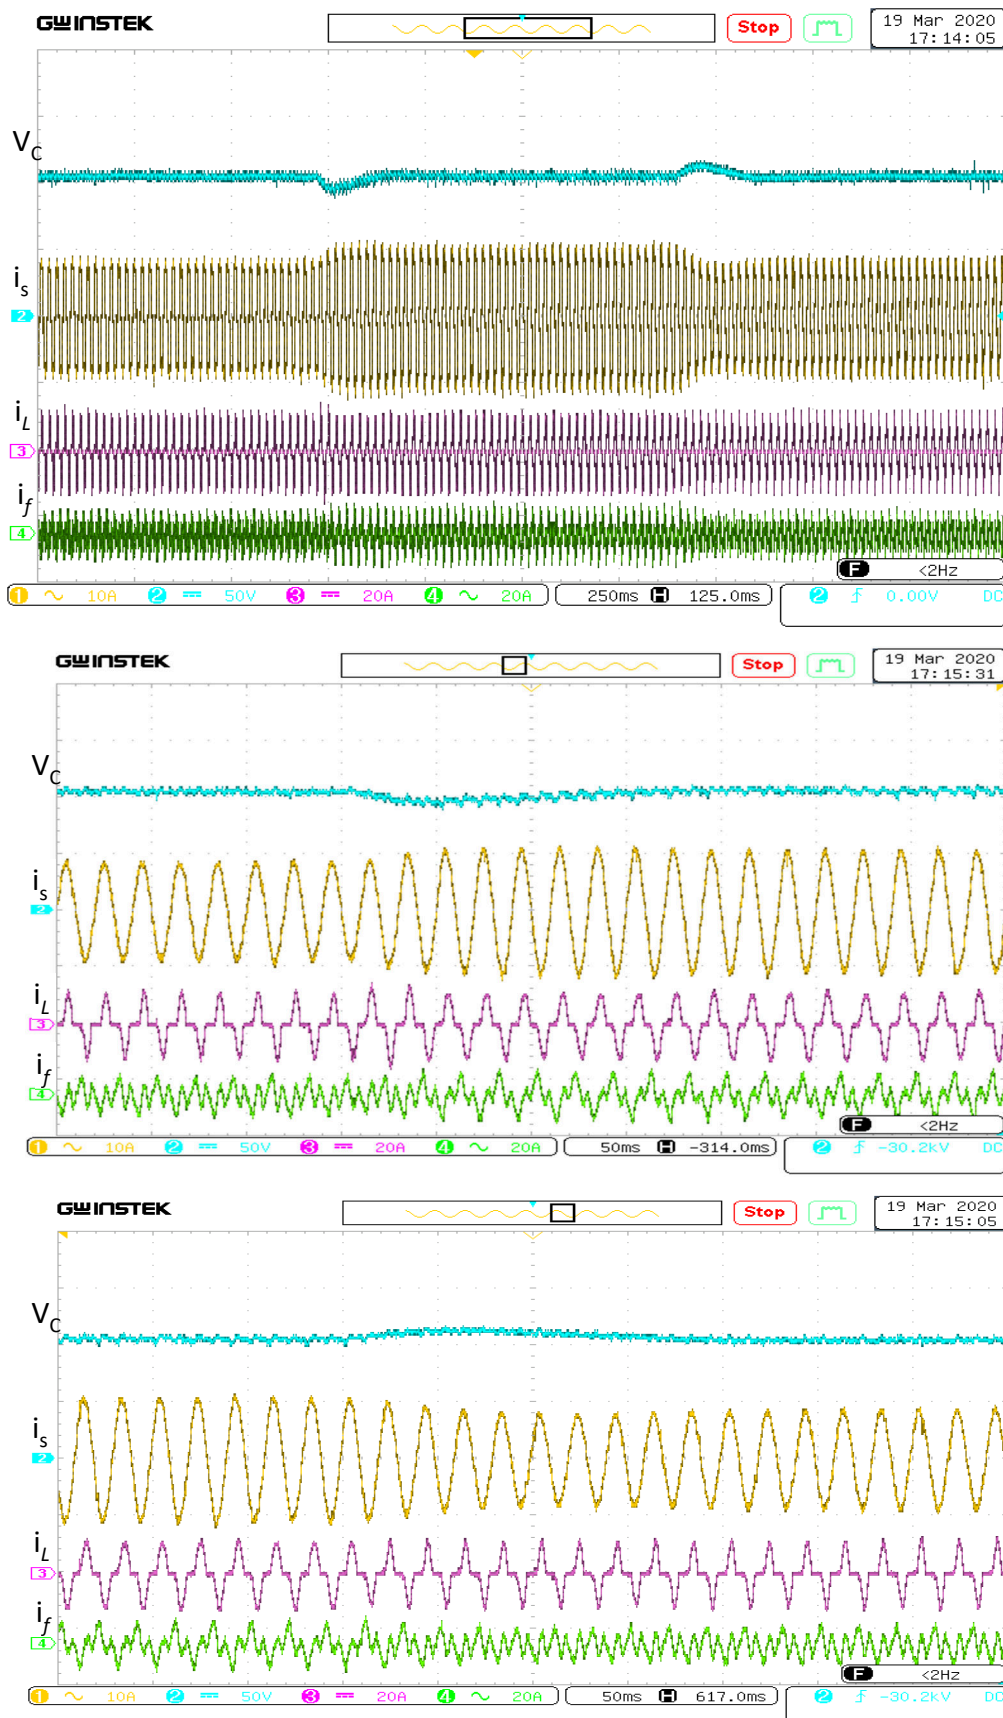 GWINSTEK Stop 19 Mar 2020
17:14:05
VC
is
2
iL
3
if
4
F <2Hz
1 10A 2 50V 3 20A 4 20A 250ms H 125.0ms 2 0.00V DC
GWINSTEK Stop 19 Mar 2020
17:15:31
VC
is
2
iL
3
if
4
F <2Hz
1 10A 2 50V 3 20A 4 20A 50ms H -314.0ms 2 -30.2kV DC
GWINSTEK Stop 19 Mar 2020
17:15:05
VC
is
2
iL
3
if
4
F <2Hz
1 10A 2 50V 3 20A 4 20A 50ms H 617.0ms 2 -30.2kV DC